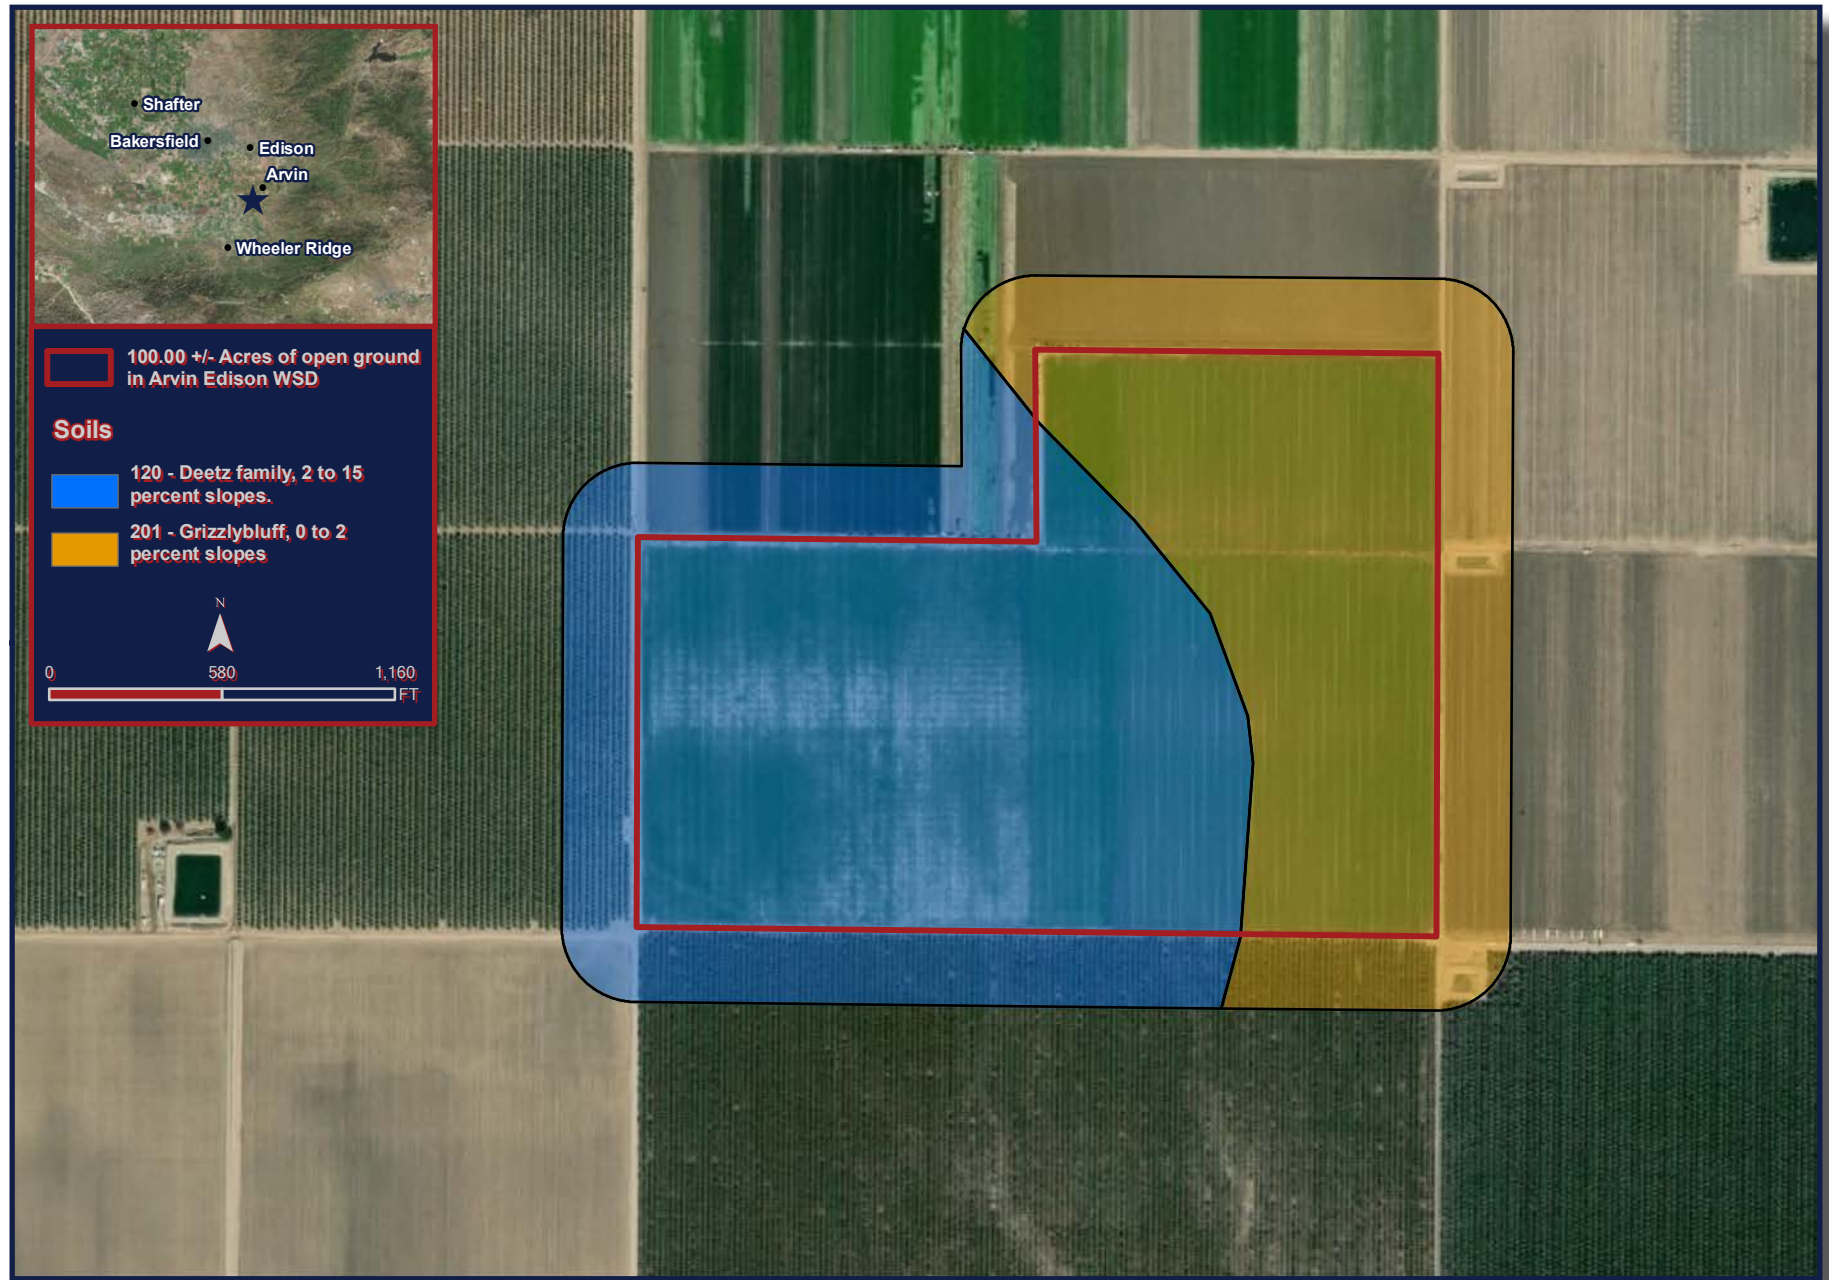 Shafter
Bakersfield
Edison
Arvin
Wheeler Ridge
100.00 +/- Acres of open ground
in Arvin Edison WSD
Soils
120 - Deetz family, 2 to 15
percent slopes.
201 - Grizzlybluff, 0 to 2
percent slopes
N
0 580 1,160
FT